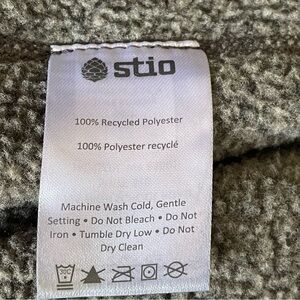 stio
100% Recycled Polyester
100% Polyester recyclé
Machine Wash Cold, Gentle
Setting • Do Not Bleach • Do Not
Iron • Tumble Dry Low • Do Not
Dry Clean